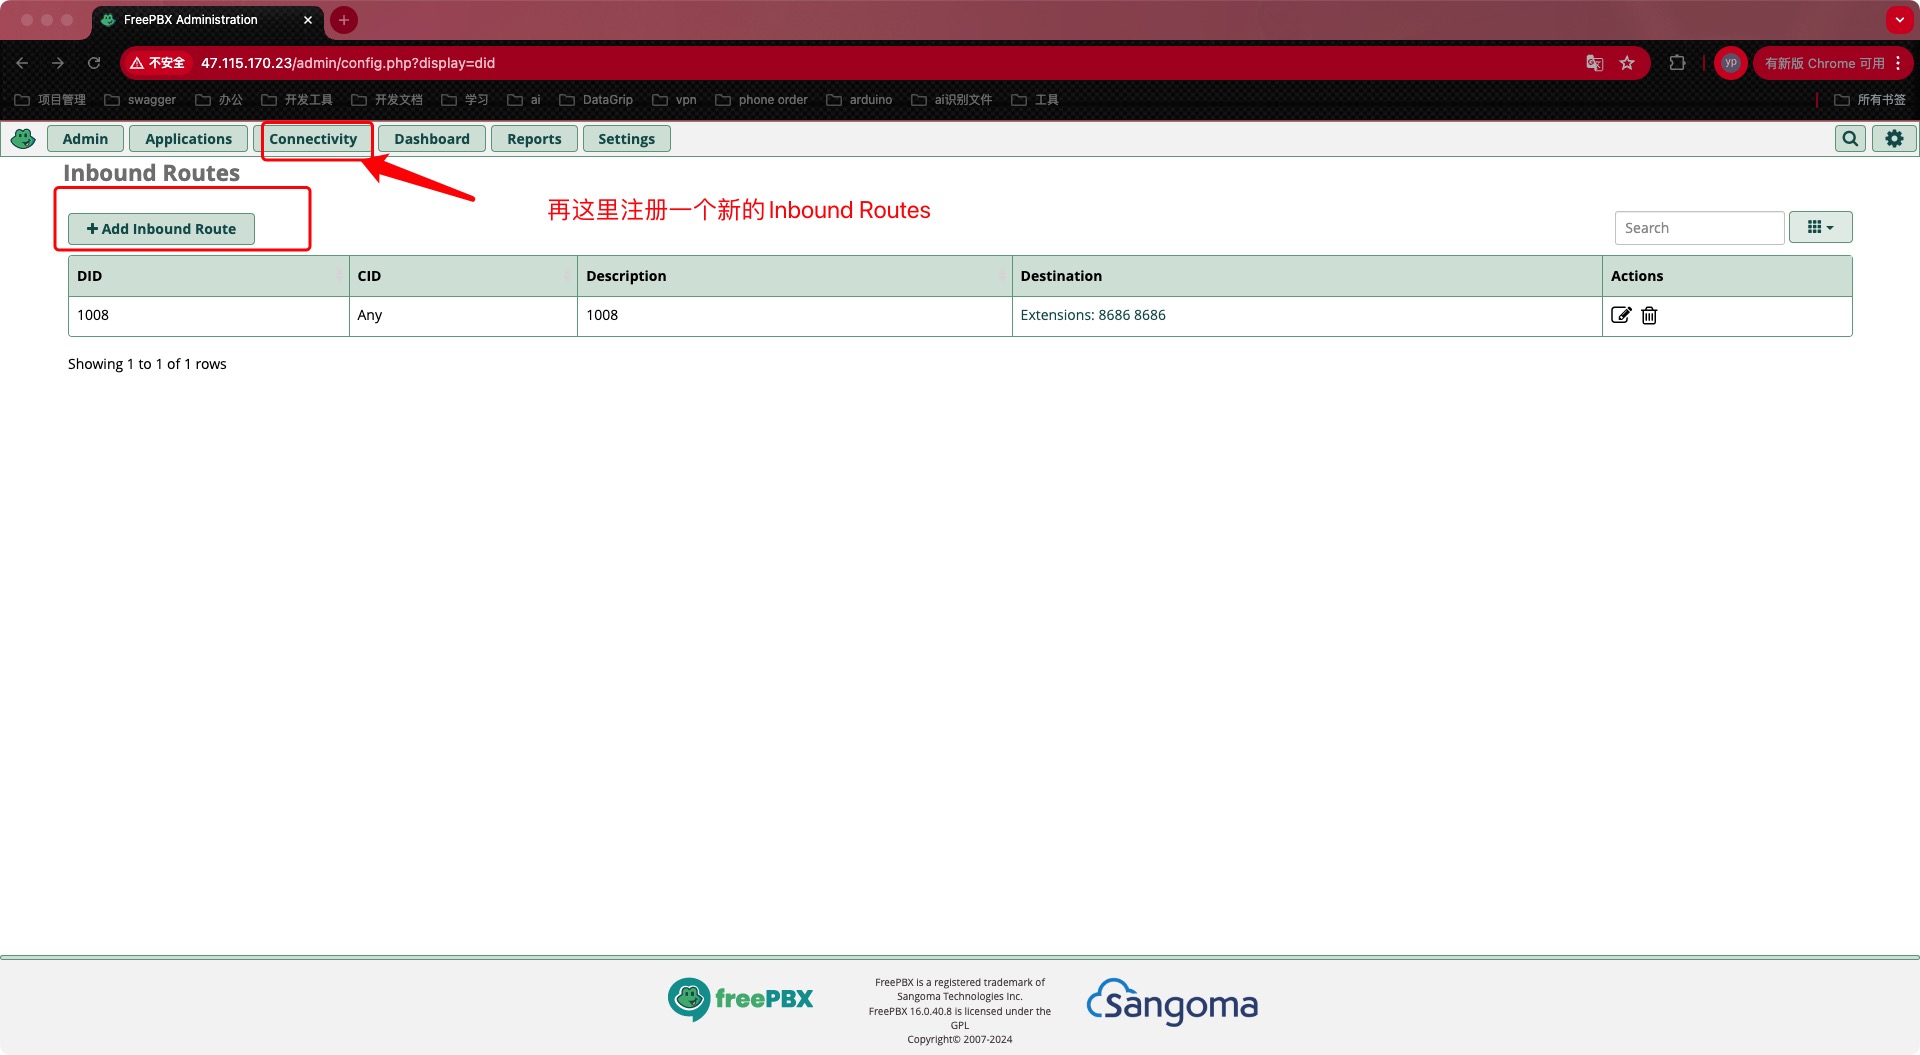 FreePBX Administration
不安全 47.115.170.23/admin/config.php?display=did yp 有新版 Chrome 可用
项目管理 swagger 办公 开发工具 开发文档 学习 ai DataGrip vpn phone order arduino ai识别文件 工具 所有书签
Admin Applications Connectivity Dashboard Reports Settings
Inbound Routes
再这里注册一个新的Inbound Routes
+ Add Inbound Route Search
DID CID Description Destination Actions
1008 Any 1008 Extensions: 8686 8686
Showing 1 to 1 of 1 rows
freePBX
FreePBX is a registered trademark of
Sangoma Technologies Inc.
FreePBX 16.0.40.8 is licensed under the
GPL
Copyright© 2007-2024
Sangoma